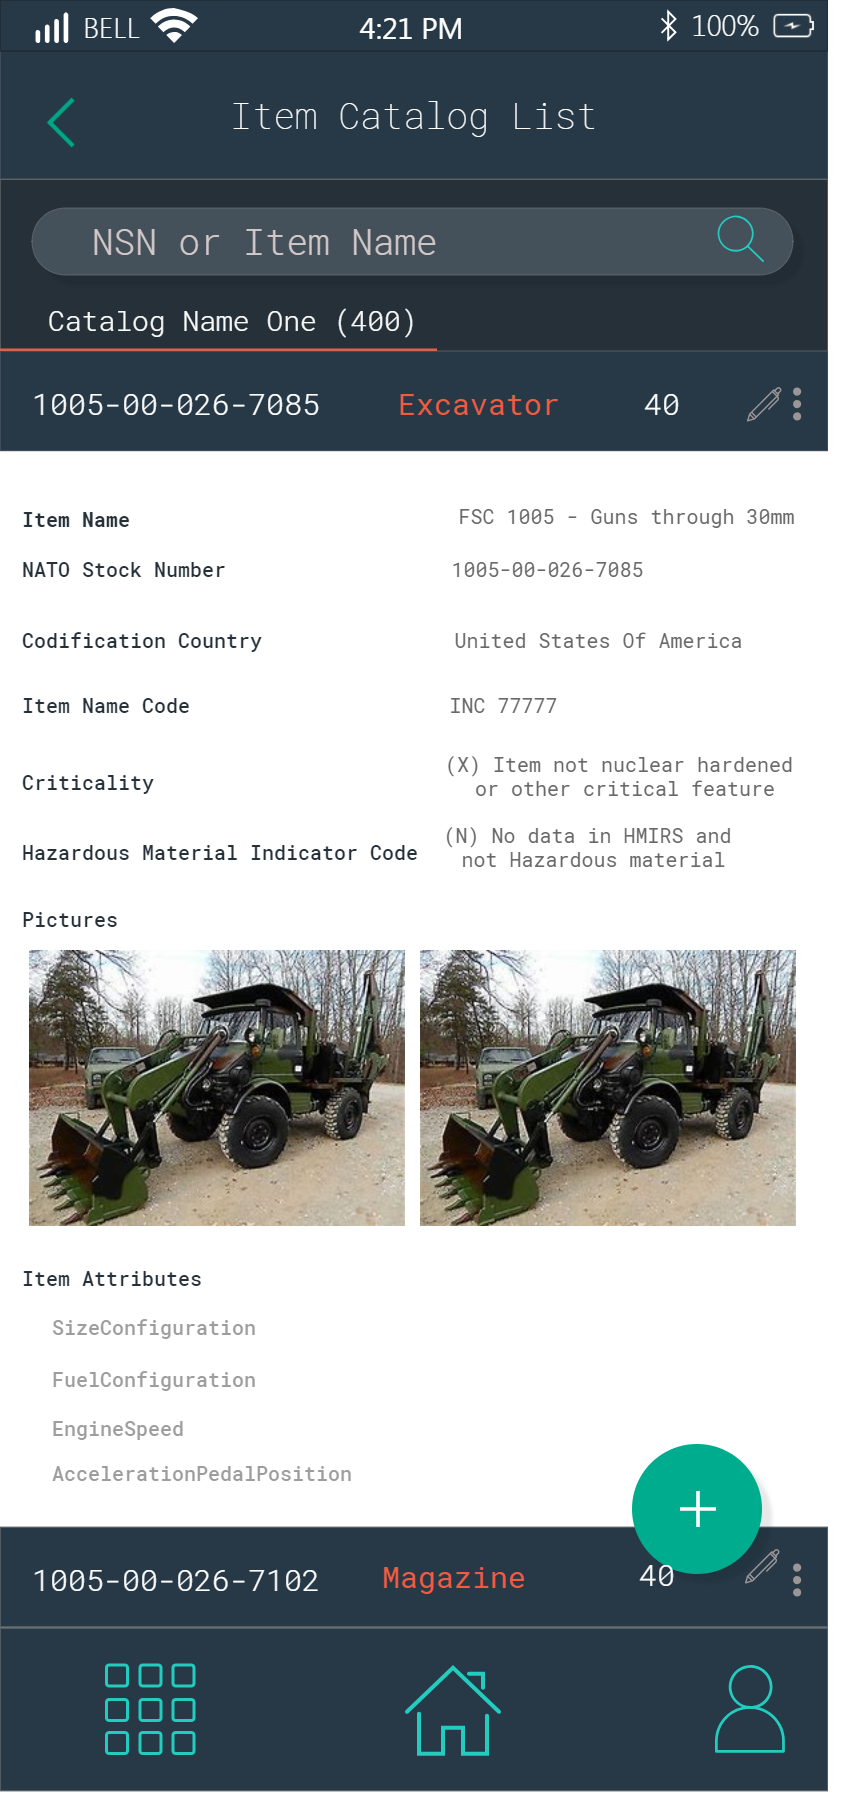 BELL 4:21 PM 100%
Item Catalog List
NSN or Item Name
Catalog Name One (400)
1005-00-026-7085 Excavator 40
Item Name FSC 1005 - Guns through 30mm
NATO Stock Number 1005-00-026-7085
Codification Country United States Of America
Item Name Code INC 77777
Criticality (X) Item not nuclear hardened
or other critical feature
Hazardous Material Indicator Code (N) No data in HMIRS and
not Hazardous material
Pictures
Item Attributes
SizeConfiguration
FuelConfiguration
EngineSpeed
AccelerationPedalPosition
1005-00-026-7102 Magazine 40